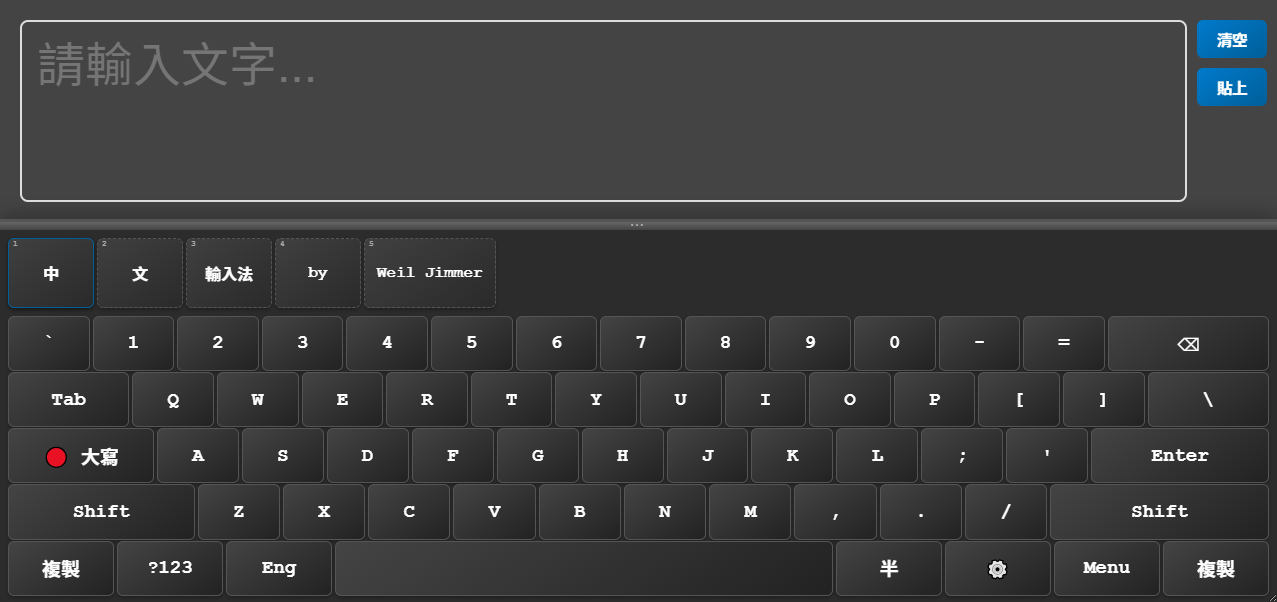 請輸入文字...
清空
貼上
1 中 2 文 3 輸入法 4 by 5 Weil Jimmer
` 1 2 3 4 5 6 7 8 9 0 - = ⌫
Tab Q W E R T Y U I O P [ ] \
大寫 A S D F G H J K L ; ' Enter
Shift Z X C V B N M , . / Shift
複製 ?123 Eng 半 Menu 複製